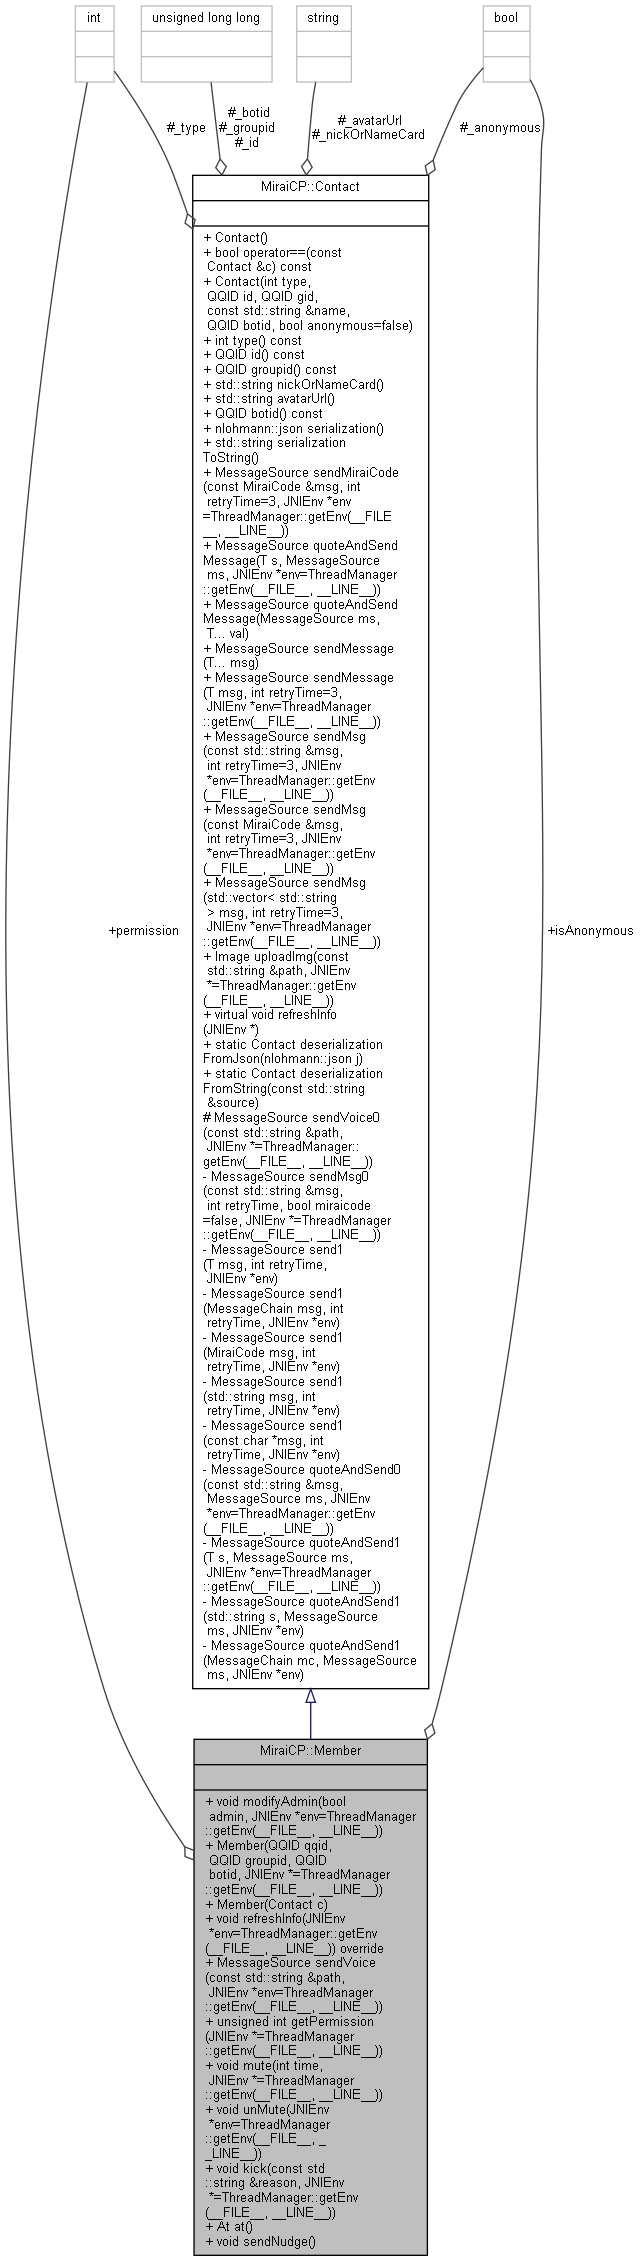 int
unsigned long long
string
bool
#_type
#_botid
#_groupid
#_id
#_avatarUrl
#_nickOrNameCard
#_anonymous
MiraiCP::Contact
+ Contact()
+ bool operator==(const
Contact &c) const
+ Contact(int type,
QQID id, QQID gid,
const std::string &name,
QQID botid, bool anonymous=false)
+ int type() const
+ QQID id() const
+ QQID groupid() const
+ std::string nickOrNameCard()
+ std::string avatarUrl()
+ QQID botid() const
+ nlohmann::json serialization()
+ std::string serialization
ToString()
+ MessageSource sendMiraiCode
(const MiraiCode &msg, int
retryTime=3, JNIEnv *env
=ThreadManager::getEnv(__FILE
__, __LINE__))
+ MessageSource quoteAndSend
Message(T s, MessageSource
ms, JNIEnv *env=ThreadManager
::getEnv(__FILE__, __LINE__))
+ MessageSource quoteAndSend
Message(MessageSource ms,
T... val)
+ MessageSource sendMessage
(T... msg)
+ MessageSource sendMessage
(T msg, int retryTime=3,
JNIEnv *env=ThreadManager
::getEnv(__FILE__, __LINE__))
+ MessageSource sendMsg
(const std::string &msg,
int retryTime=3, JNIEnv
*env=ThreadManager::getEnv
(__FILE__, __LINE__))
+ MessageSource sendMsg
(const MiraiCode &msg,
int retryTime=3, JNIEnv
*env=ThreadManager::getEnv
(__FILE__, __LINE__))
+ MessageSource sendMsg
(std::vector< std::string
> msg, int retryTime=3,
JNIEnv *env=ThreadManager
::getEnv(__FILE__, __LINE__))
+ Image uploadImg(const
std::string &path, JNIEnv
*=ThreadManager::getEnv
(__FILE__, __LINE__))
+ virtual void refreshInfo
(JNIEnv *)
+ static Contact deserialization
FromJson(nlohmann::json j)
+ static Contact deserialization
FromString(const std::string
&source)
# MessageSource sendVoice0
(const std::string &path,
JNIEnv *=ThreadManager::
getEnv(__FILE__, __LINE__))
- MessageSource sendMsg0
(const std::string &msg,
int retryTime, bool miraicode
=false, JNIEnv *=ThreadManager
::getEnv(__FILE__, __LINE__))
- MessageSource send1
(T msg, int retryTime,
JNIEnv *env)
- MessageSource send1
(MessageChain msg, int
retryTime, JNIEnv *env)
- MessageSource send1
(MiraiCode msg, int
retryTime, JNIEnv *env)
- MessageSource send1
(std::string msg, int
retryTime, JNIEnv *env)
- MessageSource send1
(const char *msg, int
retryTime, JNIEnv *env)
- MessageSource quoteAndSend0
(const std::string &msg,
MessageSource ms, JNIEnv
*env=ThreadManager::getEnv
(__FILE__, __LINE__))
- MessageSource quoteAndSend1
(T s, MessageSource ms,
JNIEnv *env=ThreadManager
::getEnv(__FILE__, __LINE__))
- MessageSource quoteAndSend1
(std::string s, MessageSource
ms, JNIEnv *env)
- MessageSource quoteAndSend1
(MessageChain mc, MessageSource
ms, JNIEnv *env)
+permission
+isAnonymous
MiraiCP::Member
+ void modifyAdmin(bool
admin, JNIEnv *env=ThreadManager
::getEnv(__FILE__, __LINE__))
+ Member(QQID qqid,
QQID groupid, QQID
botid, JNIEnv *=ThreadManager
::getEnv(__FILE__, __LINE__))
+ Member(Contact c)
+ void refreshInfo(JNIEnv
*env=ThreadManager::getEnv
(__FILE__, __LINE__)) override
+ MessageSource sendVoice
(const std::string &path,
JNIEnv *env=ThreadManager
::getEnv(__FILE__, __LINE__))
+ unsigned int getPermission
(JNIEnv *=ThreadManager
::getEnv(__FILE__, __LINE__))
+ void mute(int time,
JNIEnv *=ThreadManager
::getEnv(__FILE__, __LINE__))
+ void unMute(JNIEnv
*env=ThreadManager
::getEnv(__FILE__, _
_LINE__))
+ void kick(const std
::string &reason, JNIEnv
*=ThreadManager::getEnv
(__FILE__, __LINE__))
+ At at()
+ void sendNudge()